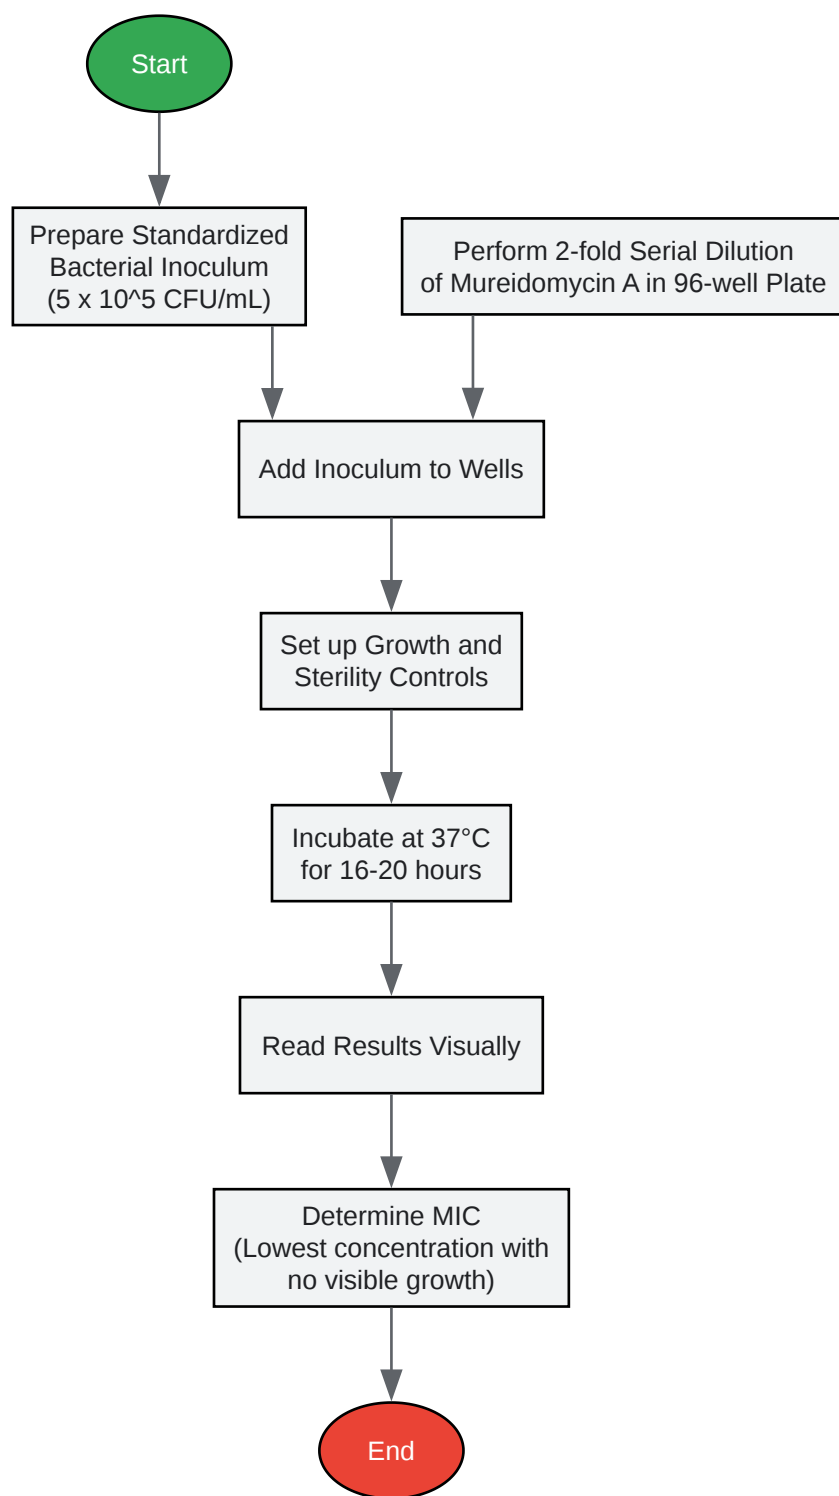 Start
Prepare Standardized
Bacterial Inoculum
(5 x 10^5 CFU/mL)
Perform 2-fold Serial Dilution
of Mureidomycin A in 96-well Plate
Add Inoculum to Wells
Set up Growth and
Sterility Controls
Incubate at 37°C
for 16-20 hours
Read Results Visually
Determine MIC
(Lowest concentration with
no visible growth)
End